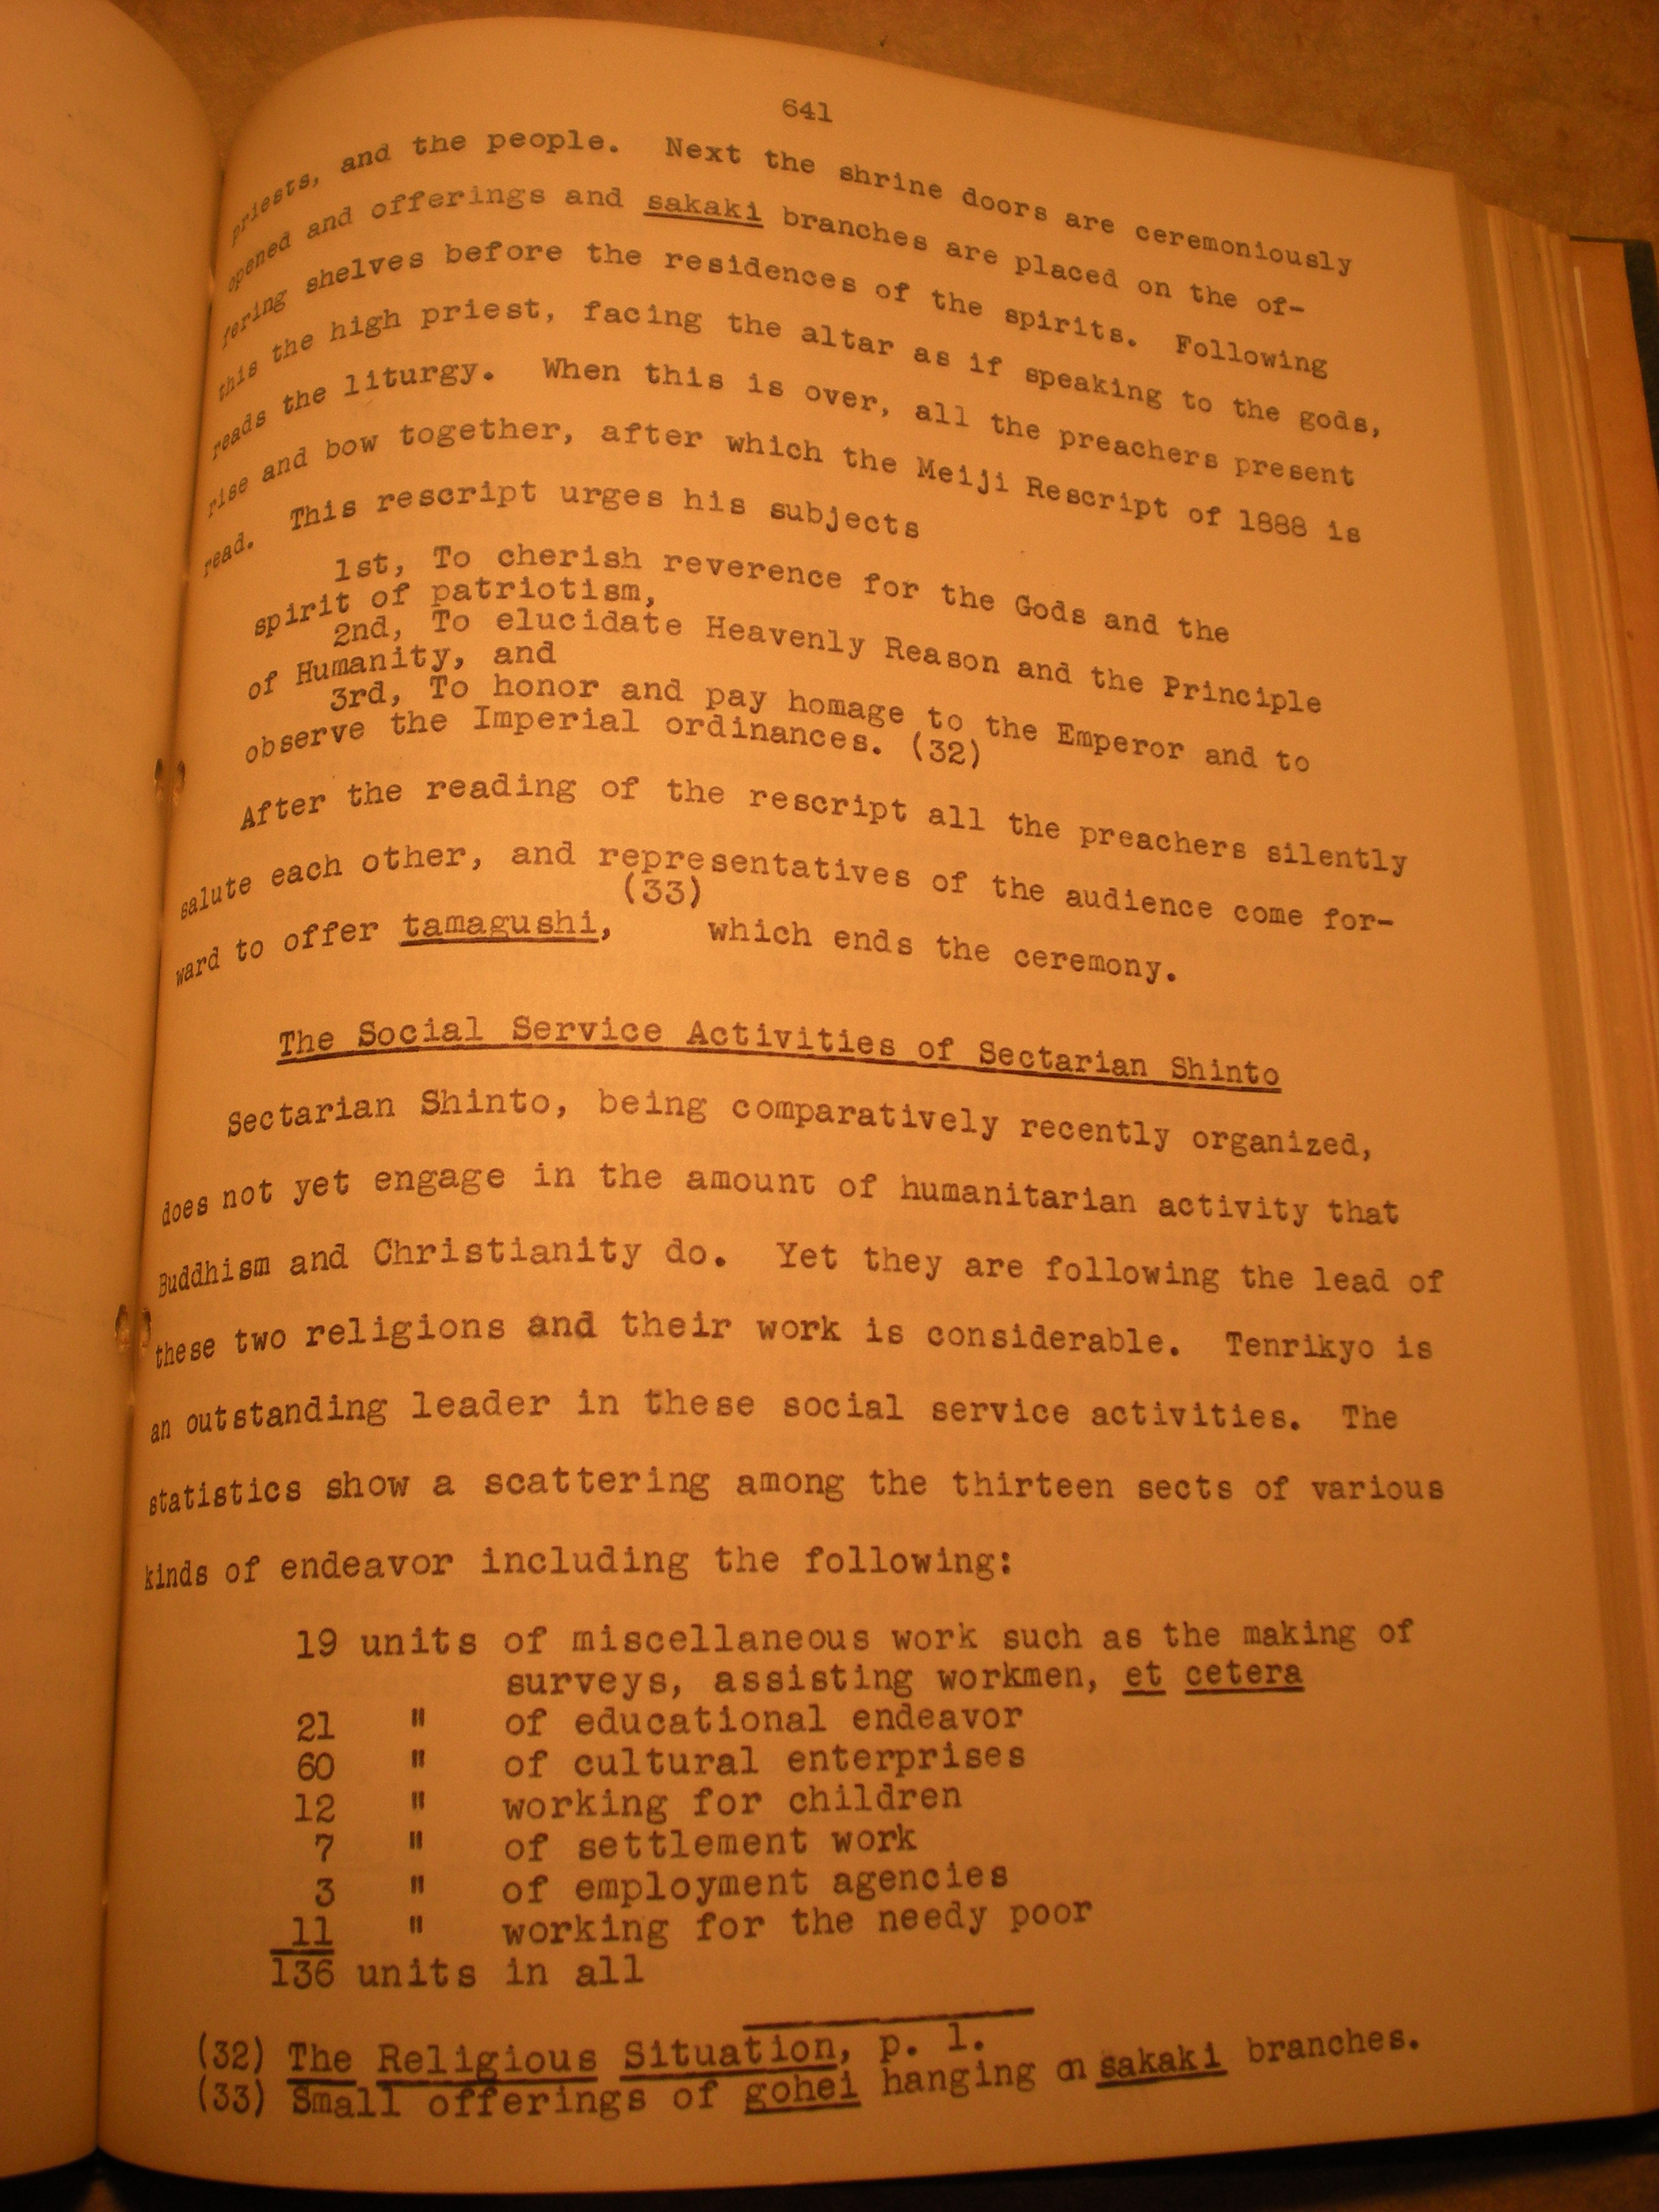 641
priests, and the people. Next the shrine doors are ceremoniously
opened and offerings and sakaki branches are placed on the of-
fering shelves before the residences of the spirits. Following
this the high priest, facing the altar as if speaking to the gods,
reads the liturgy. When this is over, all the preachers present
rise and bow together, after which the Meiji Rescript of 1888 is
read. This rescript urges his subjects
1st, To cherish reverence for the Gods and the
spirit of patriotism,
2nd, To elucidate Heavenly Reason and the Principle
of Humanity, and
3rd, To honor and pay homage to the Emperor and to
observe the Imperial ordinances. (32)
After the reading of the rescript all the preachers silently
salute each other, and representatives of the audience come for-
(33)
ward to offer tamagushi, which ends the ceremony.
The Social Service Activities of Sectarian Shinto
Sectarian Shinto, being comparatively recently organized,
does not yet engage in the amount of humanitarian activity that
Buddhism and Christianity do. Yet they are following the lead of
these two religions and their work is considerable. Tenrikyo is
an outstanding leader in these social service activities. The
statistics show a scattering among the thirteen sects of various
kinds of endeavor including the following:
19 units of miscellaneous work such as the making of
surveys, assisting workmen, et cetera
21 " of educational endeavor
60 " of cultural enterprises
12 " working for children
7 " of settlement work
3 " of employment agencies
11 " working for the needy poor
136 units in all
(32) The Religious Situation, p. 1.
(33) Small offerings of gohei hanging on sakaki branches.